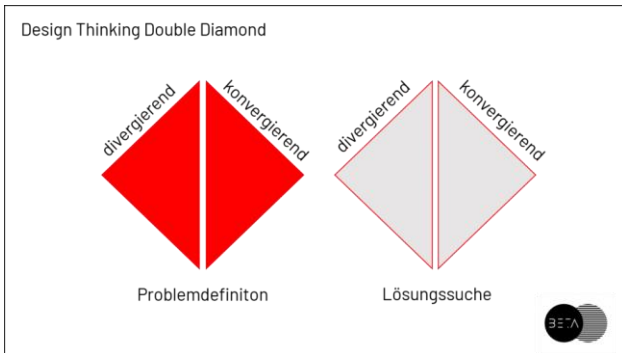 Design Thinking Double Diamond
divergierend
konvergierend
divergierend
konvergierend
Problemdefiniton
Lösungssuche
BETA